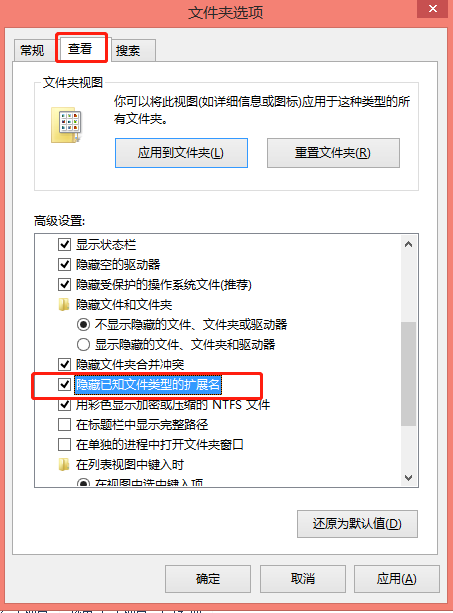 文件夹选项
常规
查看
搜索
文件夹视图
你可以将此视图(如详细信息或图标)应用于这种类型的所
有文件夹。
应用到文件夹(L)
重置文件夹(R)
高级设置:
显示状态栏
隐藏空的驱动器
隐藏受保护的操作系统文件(推荐)
隐藏文件和文件夹
不显示隐藏的文件、文件夹或驱动器
显示隐藏的文件、文件夹和驱动器
隐藏文件夹合并冲突
隐藏已知文件类型的扩展名
用彩色显示加密或压缩的 NTFS 文件
在标题栏中显示完整路径
在单独的进程中打开文件夹窗口
在列表视图中键入时
在视图中选中键入项
还原为默认值(D)
确定
取消
应用(A)